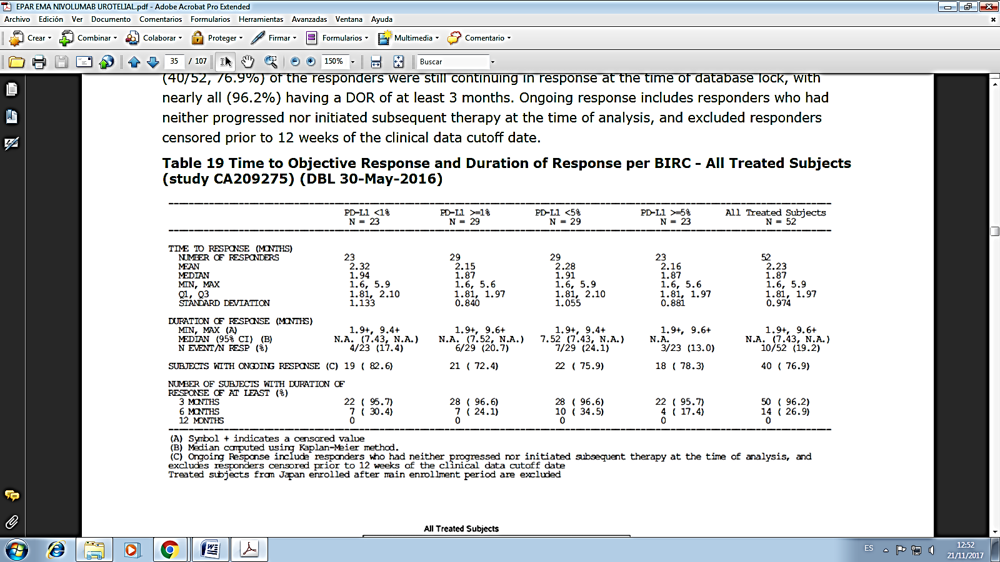 EPAR EMA NIVOLUMAB UROTELIAL.pdf - Adobe Acrobat Pro Extended
Archivo Edición Ver Documento Comentarios Formularios Herramientas Avanzadas Ventana Ayuda
Crear Combinar Colaborar Proteger Firmar Formularios Multimedia Comentario
35 / 107 150% Buscar
(40/52, 76.9%) of the responders were still continuing in response at the time of database lock, with
nearly all (96.2%) having a DOR of at least 3 months. Ongoing response includes responders who had
neither progressed nor initiated subsequent therapy at the time of analysis, and excluded responders
censored prior to 12 weeks of the clinical data cutoff date.
Table 19 Time to Objective Response and Duration of Response per BIRC - All Treated Subjects
(study CA209275) (DBL 30-May-2016)
PD-L1 <1% PD-L1 >=1% PD-L1 <5% PD-L1 >=5% All Treated Subjects
N = 23 N = 29 N = 29 N = 23 N = 52
TIME TO RESPONSE (MONTHS)
NUMBER OF RESPONDERS 23 29 29 23 52
MEAN 2.32 2.15 2.28 2.16 2.23
MEDIAN 1.94 1.87 1.91 1.87 1.87
MIN, MAX 1.6, 5.9 1.6, 5.6 1.6, 5.9 1.6, 5.6 1.6, 5.9
Q1, Q3 1.81, 2.10 1.81, 1.97 1.81, 2.10 1.81, 1.97 1.81, 1.97
STANDARD DEVIATION 1.133 0.840 1.055 0.881 0.974
DURATION OF RESPONSE (MONTHS)
MIN, MAX (A) 1.9+, 9.4+ 1.9+, 9.6+ 1.9+, 9.4+ 1.9+, 9.6+ 1.9+, 9.6+
MEDIAN (95% CI) (B) N.A. (7.43, N.A.) N.A. (7.52, N.A.) 7.52 (7.43, N.A.) N.A. N.A. (7.43, N.A.)
N EVENT/N RESP (%) 4/23 (17.4) 6/29 (20.7) 7/29 (24.1) 3/23 (13.0) 10/52 (19.2)
SUBJECTS WITH ONGOING RESPONSE (C) 19 ( 82.6) 21 ( 72.4) 22 ( 75.9) 18 ( 78.3) 40 ( 76.9)
NUMBER OF SUBJECTS WITH DURATION OF
RESPONSE OF AT LEAST (%)
3 MONTHS 22 ( 95.7) 28 ( 96.6) 28 ( 96.6) 22 ( 95.7) 50 ( 96.2)
6 MONTHS 7 ( 30.4) 7 ( 24.1) 10 ( 34.5) 4 ( 17.4) 14 ( 26.9)
12 MONTHS 0 0 0 0 0
(A) Symbol + indicates a censored value
(B) Median computed using Kaplan-Meier method.
(C) Ongoing Response include responders who had neither progressed nor initiated subsequent therapy at the time of analysis, and
excludes responders censored prior to 12 weeks of the clinical data cutoff date
Treated subjects from Japan enrolled after main enrollment period are excluded
All Treated Subjects
ES 12:52
21/11/2017